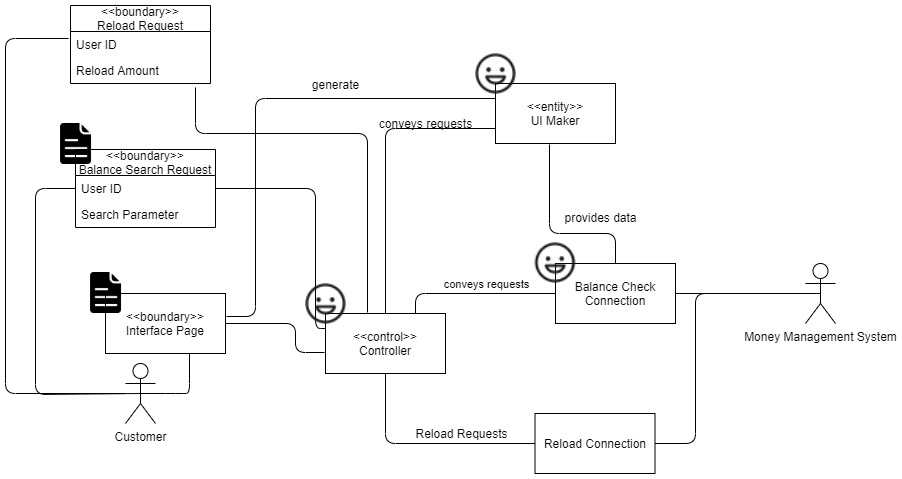 <<boundary>>
Reload Request
User ID
Reload Amount
generate
<<entity>>
UI Maker
conveys requests
<<boundary>>
Balance Search Request
User ID
Search Parameter
provides data
conveys requests
Balance Check
Connection
<<boundary>>
Interface Page
<<control>>
Controller
Money Management System
Customer
Reload Requests
Reload Connection